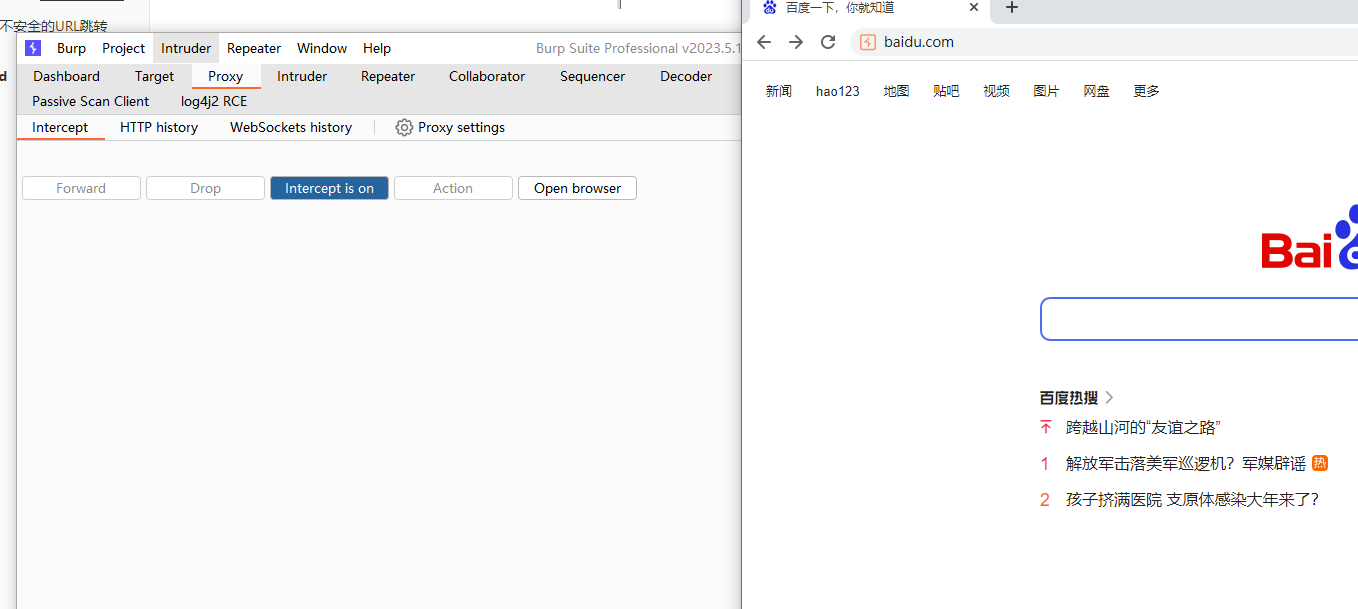 不安全的URL跳转
d
Burp Project Intruder Repeater Window Help Burp Suite Professional v2023.5.1
Dashboard Target Proxy Intruder Repeater Collaborator Sequencer Decoder
Passive Scan Client log4j2 RCE
Intercept HTTP history WebSockets history Proxy settings
Forward Drop Intercept is on Action Open browser
百度一下，你就知道
baidu.com
新闻 hao123 地图 贴吧 视频 图片 网盘 更多
Bai
百度热搜
跨越山河的“友谊之路”
1 解放军击落美军巡逻机？军媒辟谣 热
2 孩子挤满医院 支原体感染大年来了？